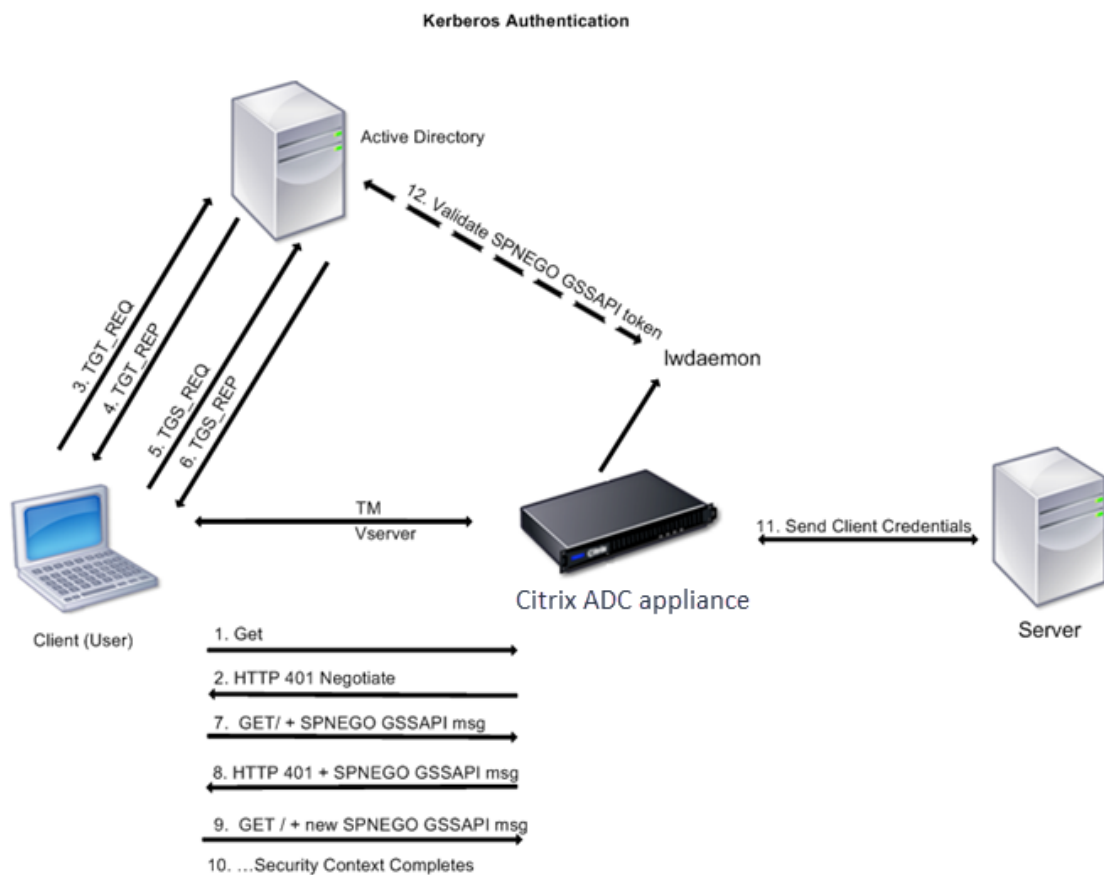 Kerberos Authentication
Active Directory
12. Validate SPNEGO GSSAPI token
lwdaemon
3. TGT_REQ
4. TGT_REP
5. TGS_REQ
6. TGS_REP
TM
Vserver
11. Send Client Credentials
Citrix
Citrix ADC appliance
Client (User)
Server
1. Get
2. HTTP 401 Negotiate
7. GET/ + SPNEGO GSSAPI msg
8. HTTP 401 + SPNEGO GSSAPI msg
9. GET / + new SPNEGO GSSAPI msg
10. ...Security Context Completes